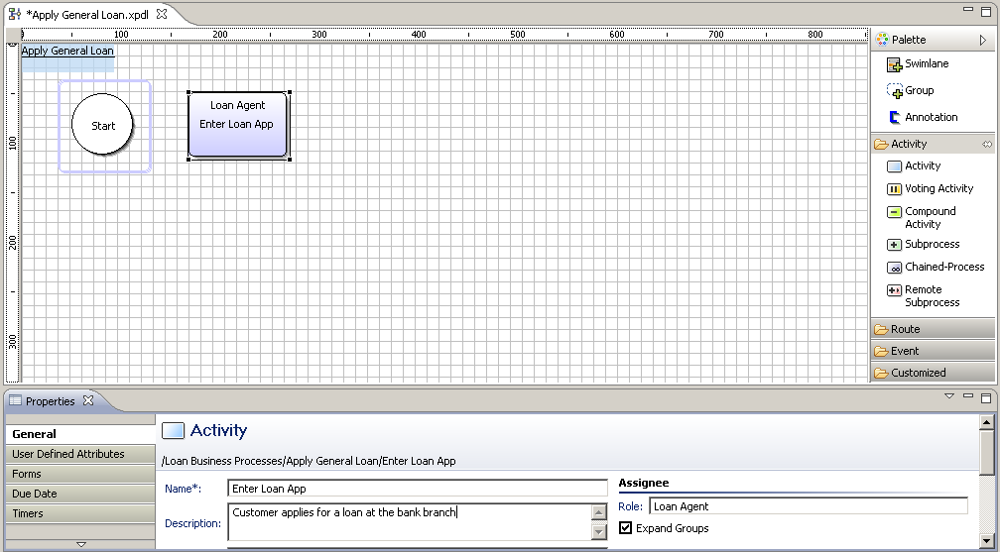 *Apply General Loan.xpdl
0 100 200 300 400 500 600 700 800
100
200
300
Apply General Loan
Start
Loan Agent
Enter Loan App
Palette
Swimlane
Group
Annotation
Activity
Activity
Voting Activity
Compound
Activity
Subprocess
Chained-Process
Remote
Subprocess
Route
Event
Customized
Properties
General
User Defined Attributes
Forms
Due Date
Timers
Activity
/Loan Business Processes/Apply General Loan/Enter Loan App
Name*: Enter Loan App
Description: Customer applies for a loan at the bank branch
Assignee
Role: Loan Agent
Expand Groups